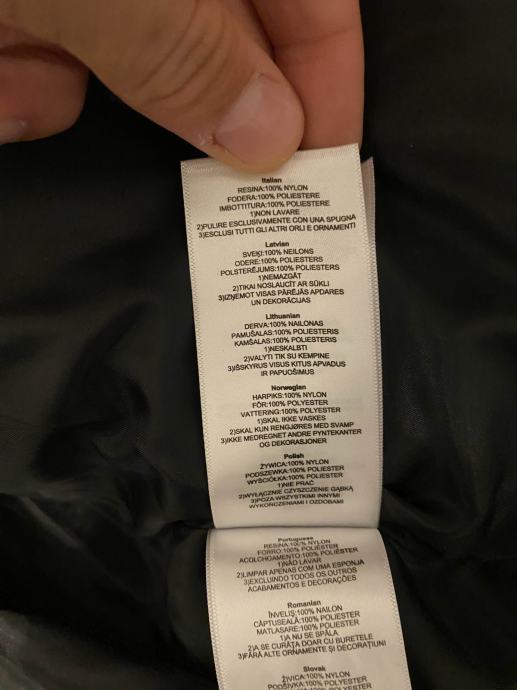 Italian
RESINA:100% NYLON
FODERA:100% POLIESTERE
IMBOTTITURA:100% POLIESTERE
1)NON LAVARE
2)PULIRE ESCLUSIVAMENTE CON UNA SPUGNA
3)ESCLUSI TUTTI GLI ALTRI ORLI E ORNAMENTI
Latvian
SVEĶI:100% NEILONS
ODERE:100% POLIESTERS
POLSTERĒJUMS:100% POLIESTERS
1)NEMAZGĀT
2)TIKAI NOSLAUCĪT AR SŪKLI
3)IZŅEMOT VISAS PĀRĒJĀS APDARES
UN DEKORĀCIJAS
Lithuanian
DERVA:100% NAILONAS
PAMUŠALAS:100% POLIESTERIS
KAMŠALAS:100% POLIESTERIS
1)NESKALBTI
2)VALYTI TIK SU KEMPINE
3)IŠSKYRUS VISUS KITUS APVADUS
IR PAPUOŠIMUS
Norwegian
HARPIKS:100% NYLON
FÔR:100% POLYESTER
VATTERING:100% POLYESTER
1)SKAL IKKE VASKES
2)SKAL KUN RENGJØRES MED SVAMP
3)IKKE MEDREGNET ANDRE PYNTEKANTER
OG DEKORASJONER
Polish
ŻYWICA:100% NYLON
PODSZEWKA:100% POLIESTER
WYŚCIÓŁKA:100% POLIESTER
1)NIE PRAĆ
2)WYŁĄCZNIE CZYSZCZENIE GĄBKĄ
3)POZA WSZYSTKIMI INNYMI
WYKOŃCZENIAMI I OZDOBAMI
Portuguese
RESINA:100% NYLON
FORRO:100% POLIÉSTER
ACOLCHOAMENTO:100% POLIÉSTER
1)NÃO LAVAR
2)LIMPAR APENAS COM UMA ESPONJA
3)EXCLUINDO TODOS OS OUTROS
ACABAMENTOS E DECORAÇÕES
Romanian
ÎNVELIȘ:100% NAILON
CĂPTUȘEALĂ:100% POLIESTER
MATLASARE:100% POLIESTER
1)A NU SE SPĂLA
2)A SE CURĂȚA DOAR CU BURETELE
3)FĂRĂ ALTE ORNAMENTE ȘI DECORAȚIUNI
Slovak
ŽIVICA:100% NYLON
PODŠÍVKA:100% POLYESTER